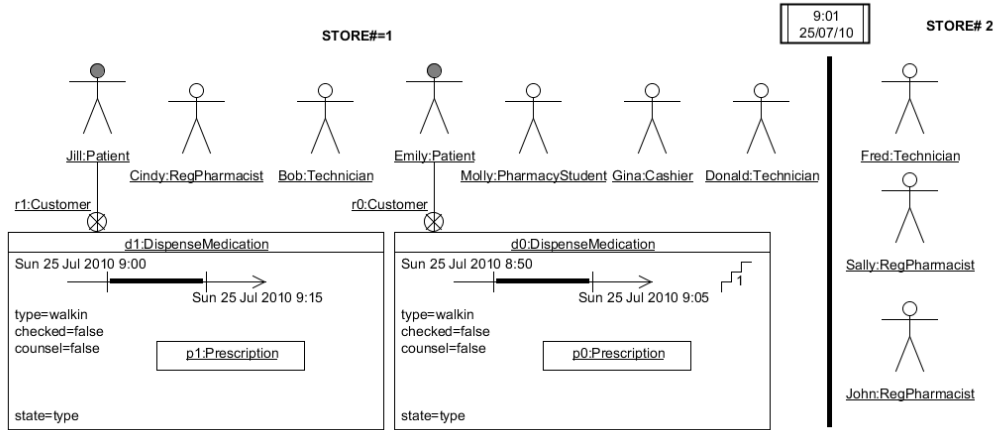 STORE#=1
9:01
25/07/10
STORE# 2
Jill:Patient
Cindy:RegPharmacist
Bob:Technician
Emily:Patient
Molly:PharmacyStudent
Gina:Cashier
Donald:Technician
Fred:Technician
r1:Customer
r0:Customer
d1:DispenseMedication
Sun 25 Jul 2010 9:00
Sun 25 Jul 2010 9:15
type=walkin
checked=false
counsel=false
p1:Prescription
state=type
d0:DispenseMedication
Sun 25 Jul 2010 8:50
1
Sun 25 Jul 2010 9:05
type=walkin
checked=false
counsel=false
p0:Prescription
state=type
Sally:RegPharmacist
John:RegPharmacist